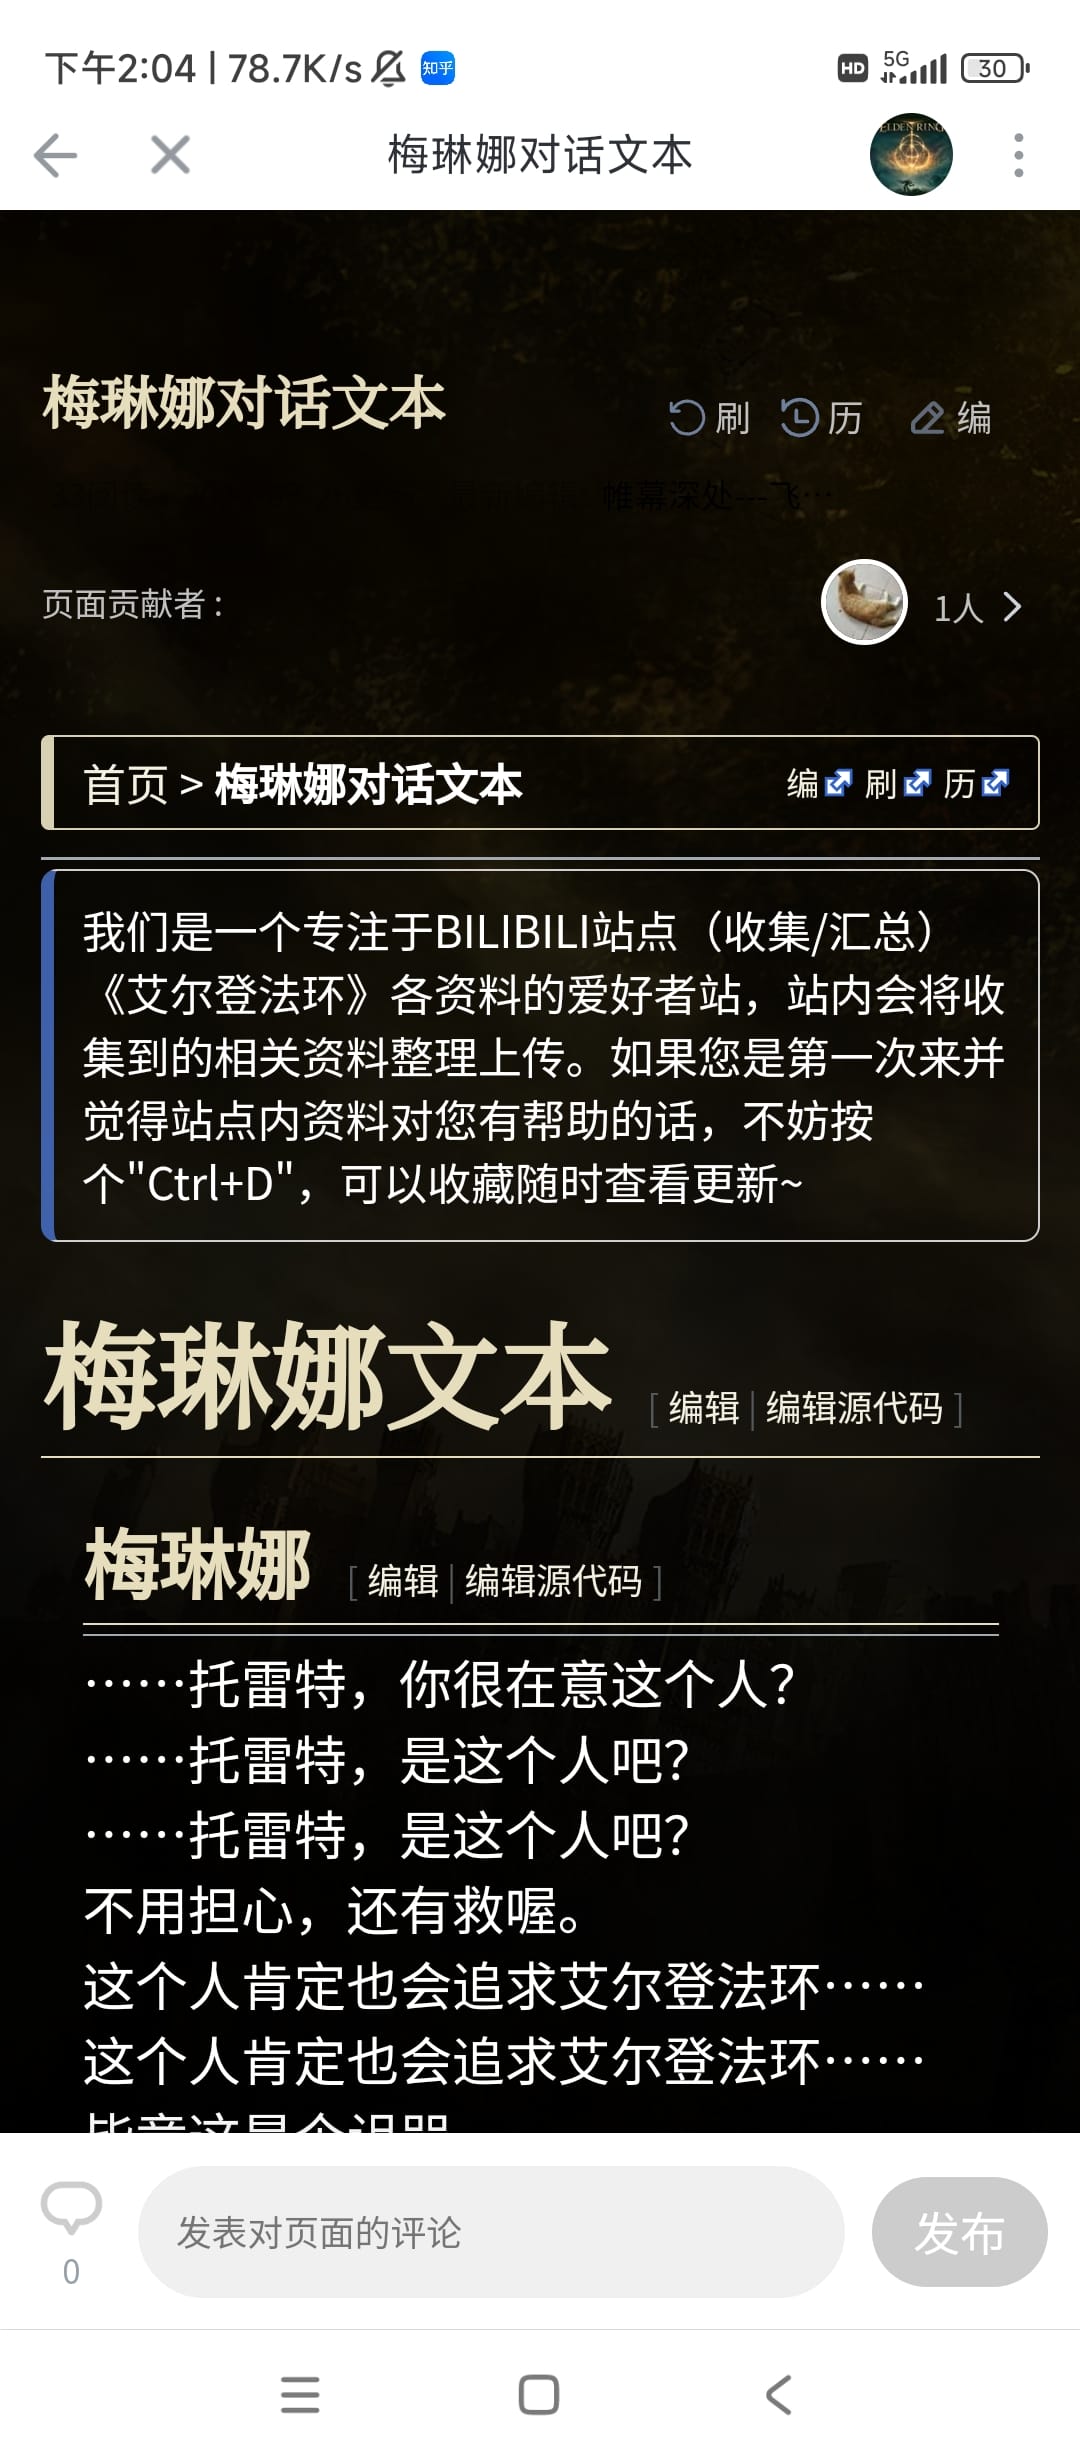 下午2:04 | 78.7K/s 知乎 HD 5G 30
梅琳娜对话文本
ELDEN RING
梅琳娜对话文本
刷 历 编
帷幕深处---飞…
页面贡献者：
1人
首页 > 梅琳娜对话文本 编 刷 历
我们是一个专注于BILIBILI站点（收集/汇总）
《艾尔登法环》各资料的爱好者站，站内会将收
集到的相关资料整理上传。如果您是第一次来并
觉得站点内资料对您有帮助的话，不妨按
个"Ctrl+D"，可以收藏随时查看更新~
梅琳娜文本 [ 编辑 | 编辑源代码 ]
梅琳娜 [ 编辑 | 编辑源代码 ]
……托雷特，你很在意这个人？
……托雷特，是这个人吧？
……托雷特，是这个人吧？
不用担心，还有救喔。
这个人肯定也会追求艾尔登法环……
这个人肯定也会追求艾尔登法环……
0
发表对页面的评论
发布